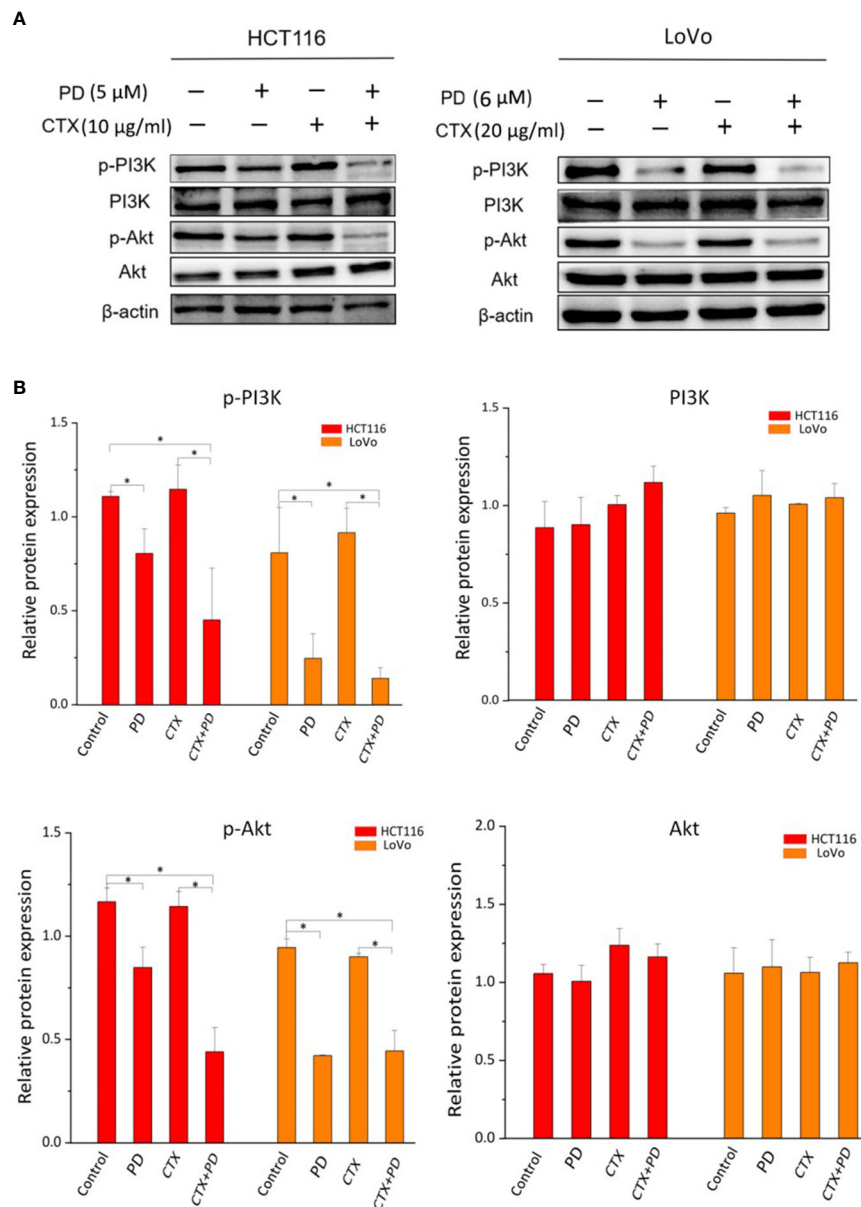 A
HCT116
PD (5 μM) − + − +
CTX(10 μg/ml) − − + +
p-PI3K
PI3K
p-Akt
Akt
β-actin
LoVo
PD (6 μM) − + − +
CTX(20 μg/ml) − − + +
p-PI3K
PI3K
p-Akt
Akt
β-actin
B
p-PI3K
HCT116
LoVo
Relative protein expression
1.5
1.0
0.5
0.0
* * *
* * *
Control PD CTX CTX+PD Control PD CTX CTX+PD
PI3K
HCT116
LoVo
Relative protein expression
1.5
1.0
0.5
0.0
Control PD CTX CTX+PD Control PD CTX CTX+PD
p-Akt
HCT116
LoVo
Relative protein expression
1.5
1.0
0.5
0.0
* * *
* * *
Control PD CTX CTX+PD Control PD CTX CTX+PD
Akt
HCT116
LoVo
Relative protein expression
2.0
1.5
1.0
0.5
0.0
Control PD CTX CTX+PD Control PD CTX CTX+PD